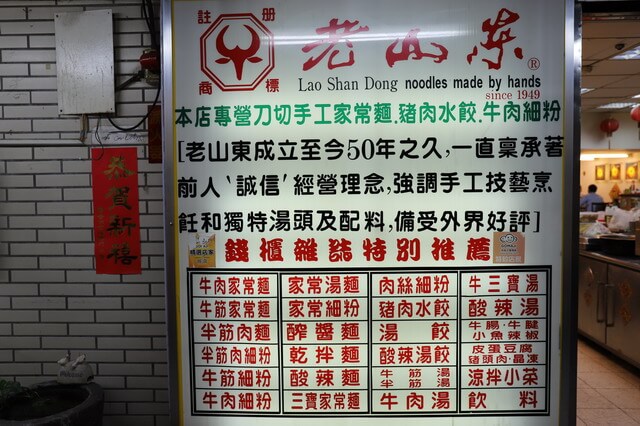 註冊
商標
老山東®
Lao Shan Dong noodles made by hands
since 1949
本店專營刀切手工家常麵.豬肉水餃.牛肉細粉
[老山東成立至今50年之久,一直稟承著
前人“誠信”經營理念,強調手工技藝烹
飪和獨特湯頭及配料,備受外界好評]
錢櫃雜誌特別推薦
牛肉家常麵 家常湯麵 肉絲細粉 牛三寶湯
牛筋家常麵 家常細粉 豬肉水餃 酸辣湯
半筋肉麵 醡醬麵 湯餃 牛腸·牛腱 小魚辣椒
半筋肉細粉 乾拌麵 酸辣湯餃 皮蛋豆腐 豬頭肉·晶凍
牛筋細粉 酸辣麵 牛筋湯 半筋湯 涼拌小菜
牛肉細粉 三寶家常麵 牛肉湯 飲料
恭賀新禧